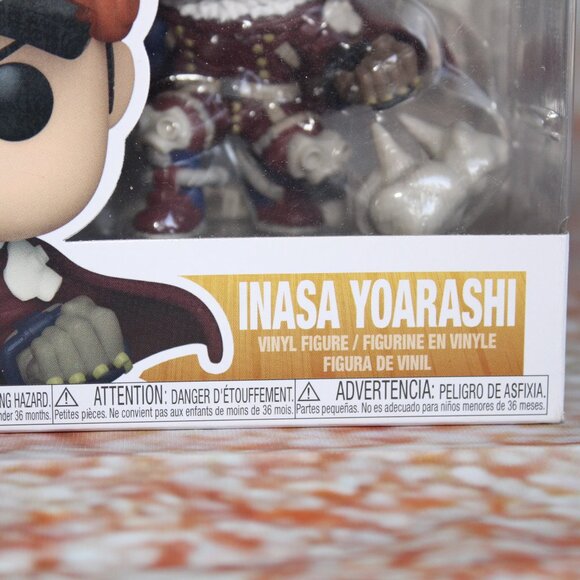 INASA YOARASHI
VINYL FIGURE / FIGURINE EN VINYLE
FIGURA DE VINIL
NG HAZARD. ATTENTION: DANGER D'ÉTOUFFEMENT. ADVERTENCIA: PELIGRO DE ASFIXIA.
nder 36 months. Petites pièces. Ne convient pas aux enfants de moins de 36 mois. Partes pequeñas. No es adecuado para niños menores de 36 meses.